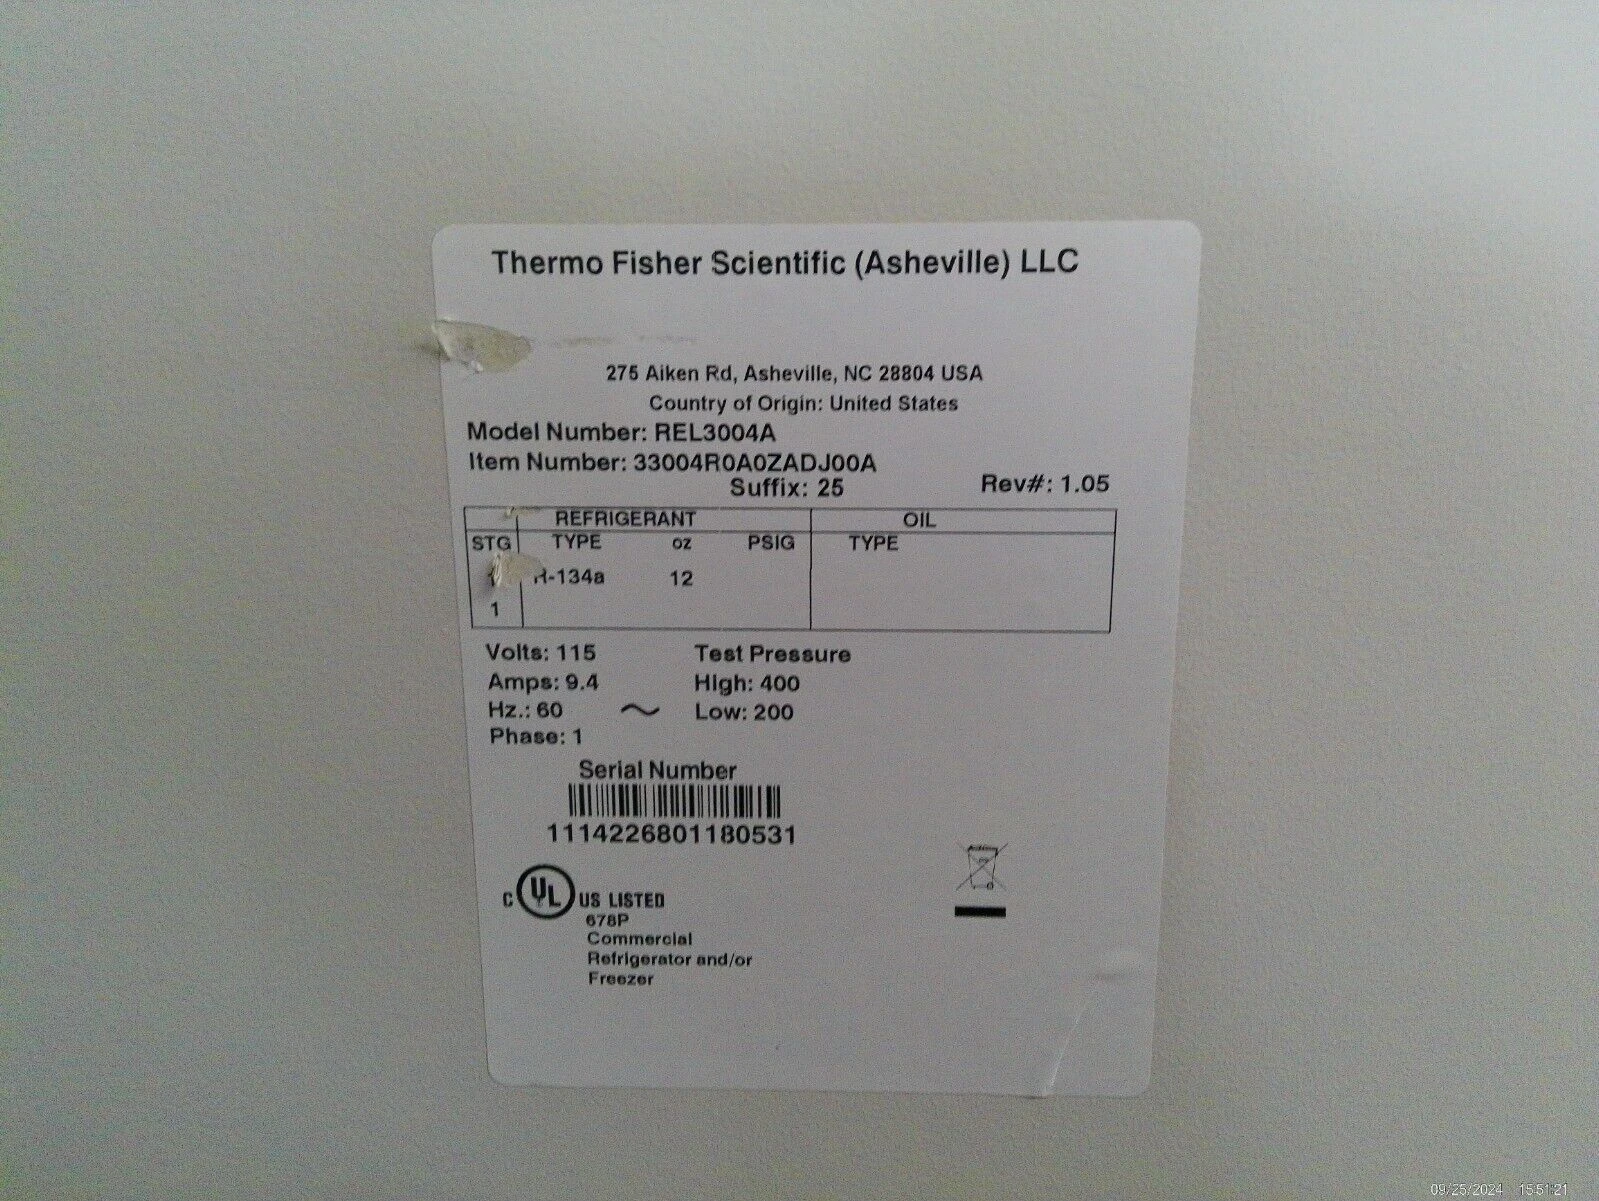 Thermo Fisher Scientific (Asheville) LLC
275 Aiken Rd, Asheville, NC 28804 USA
Country of Origin: United States
Model Number: REL3004A
Item Number: 33004R0A0ZADJ00A
Suffix: 25 Rev#: 1.05
REFRIGERANT OIL
STG TYPE oz PSIG TYPE
R-134a 12
1
Volts: 115 Test Pressure
Amps: 9.4 High: 400
Hz.: 60 ~ Low: 200
Phase: 1
Serial Number
1114226801180531
C UL US LISTED
678P
Commercial
Refrigerator and/or
Freezer
09/25/2024 15:51:21